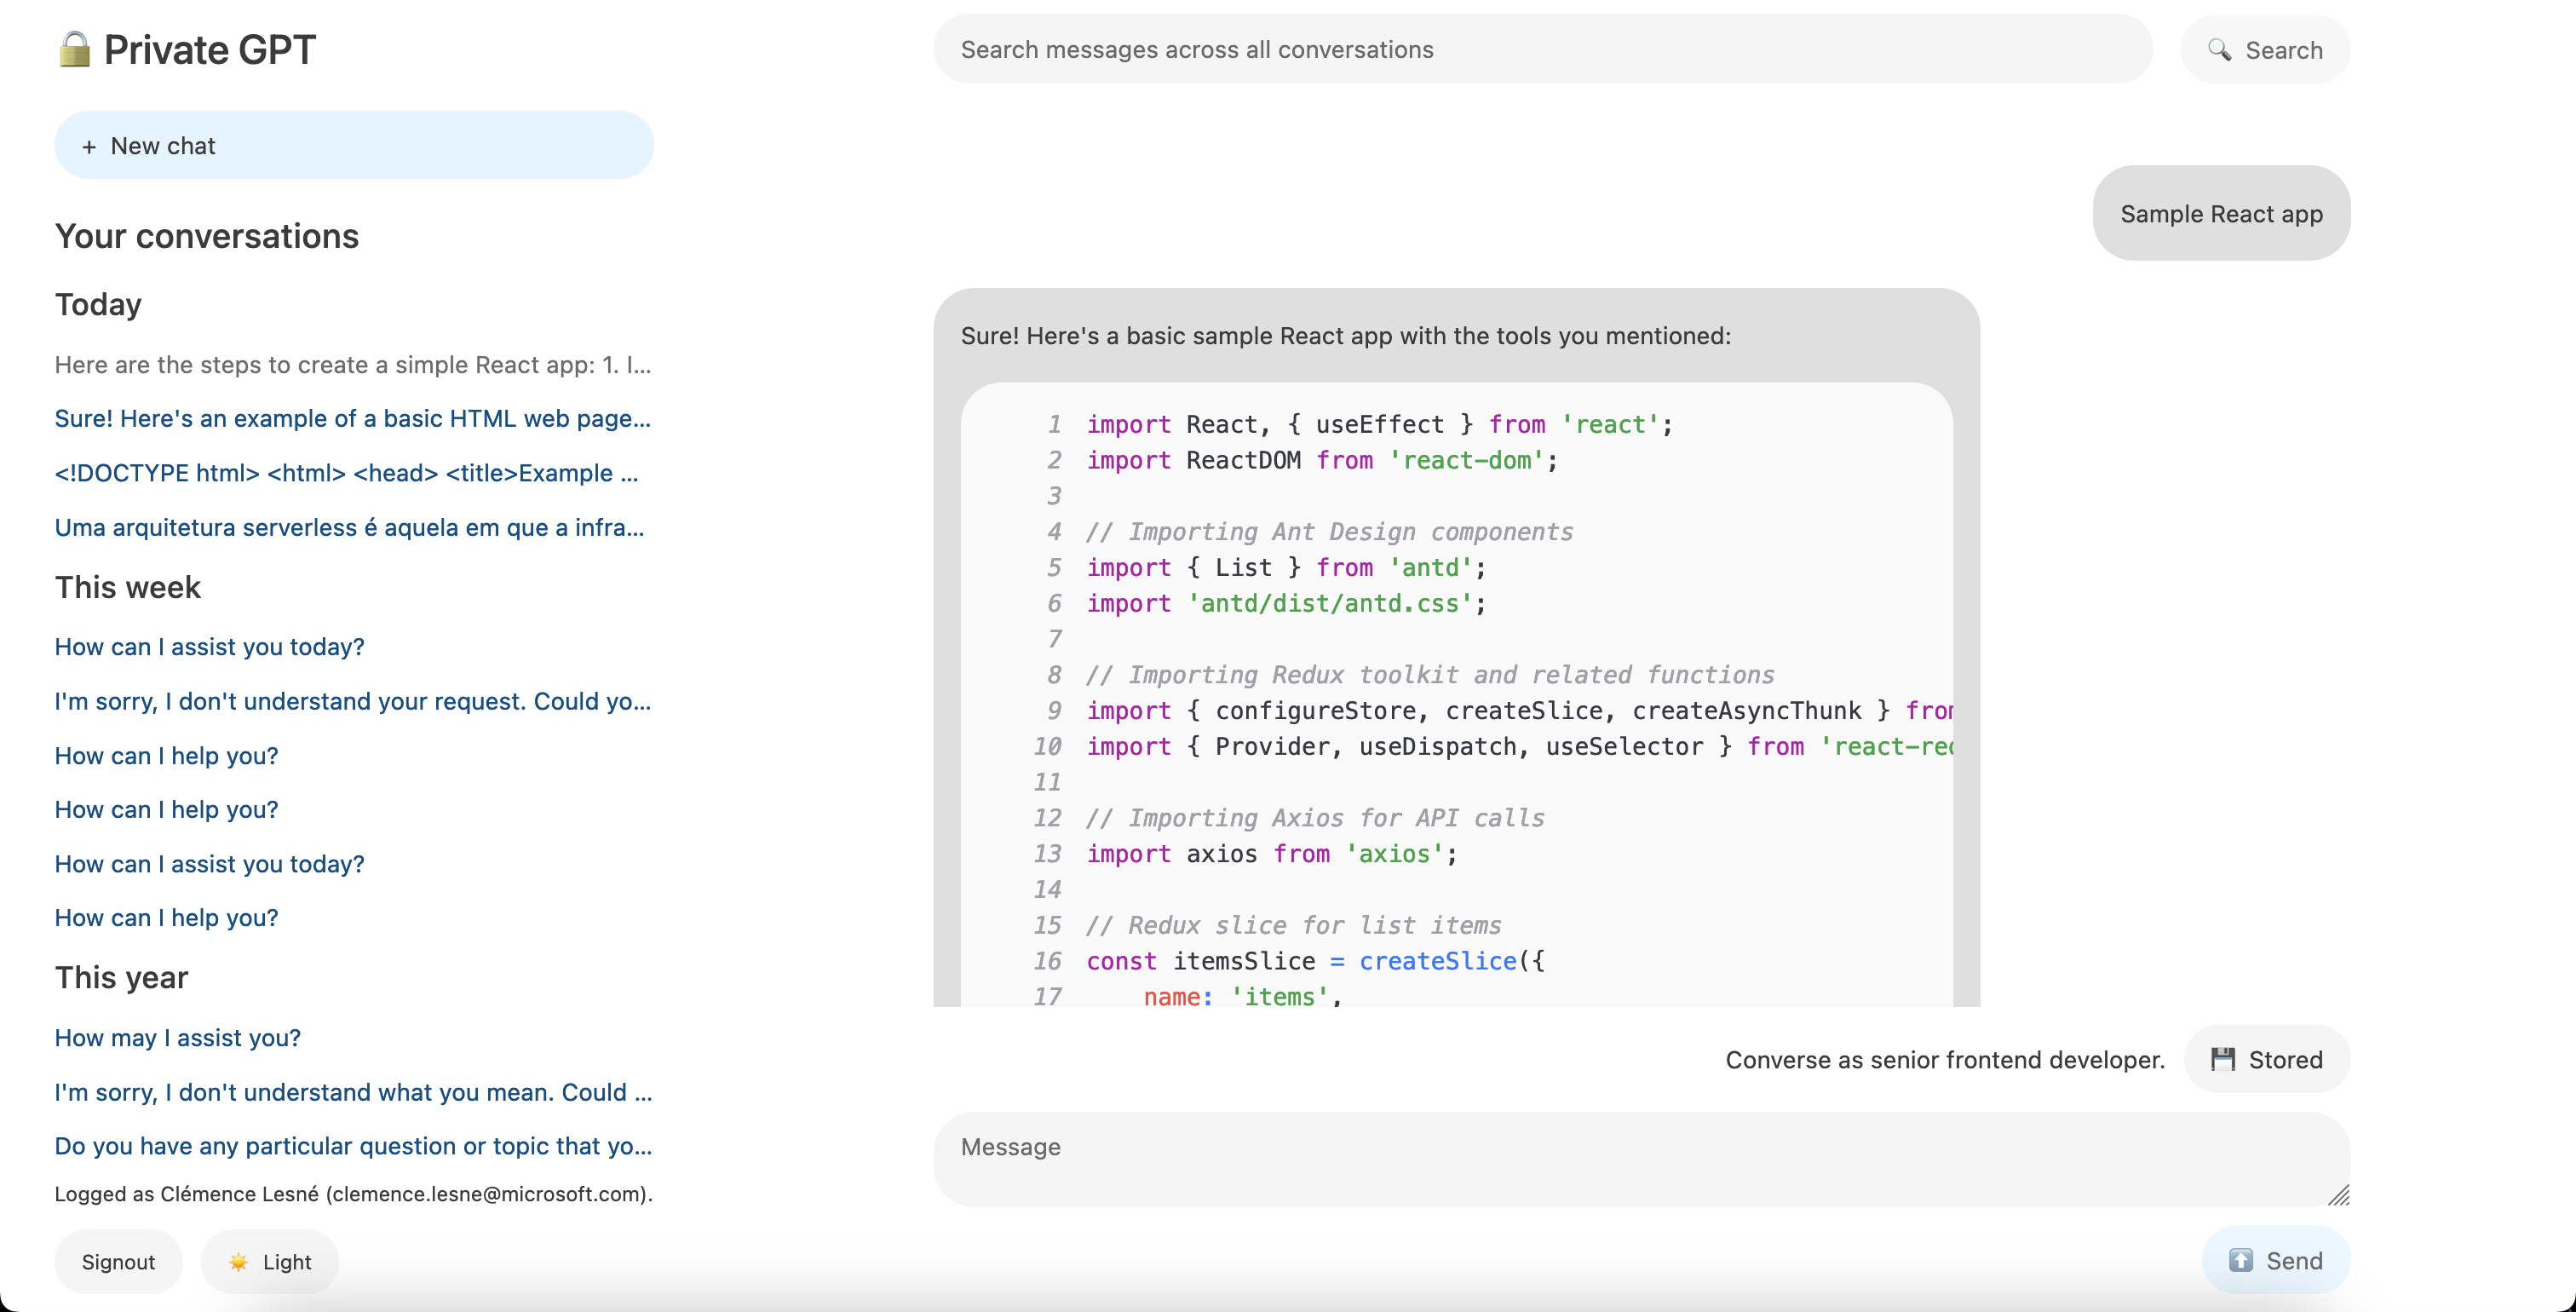 🔒 Private GPT
+ New chat
Your conversations
Today
Here are the steps to create a simple React app: 1. I...
Sure! Here's an example of a basic HTML web page...
<!DOCTYPE html> <html> <head> <title>Example ...
Uma arquitetura serverless é aquela em que a infra...
This week
How can I assist you today?
I'm sorry, I don't understand your request. Could yo...
How can I help you?
How can I help you?
How can I assist you today?
How can I help you?
This year
How may I assist you?
I'm sorry, I don't understand what you mean. Could ...
Do you have any particular question or topic that yo...
Logged as Clémence Lesné (clemence.lesne@microsoft.com).
Signout
☀️ Light
Search messages across all conversations
🔍 Search
Sample React app
Sure! Here's a basic sample React app with the tools you mentioned:
1 import React, { useEffect } from 'react';
2 import ReactDOM from 'react-dom';
3
4 // Importing Ant Design components
5 import { List } from 'antd';
6 import 'antd/dist/antd.css';
7
8 // Importing Redux toolkit and related functions
9 import { configureStore, createSlice, createAsyncThunk } from
10 import { Provider, useDispatch, useSelector } from 'react-red
11
12 // Importing Axios for API calls
13 import axios from 'axios';
14
15 // Redux slice for list items
16 const itemsSlice = createSlice({
17 name: 'items',
Converse as senior frontend developer.
💾 Stored
Message
⬆️ Send